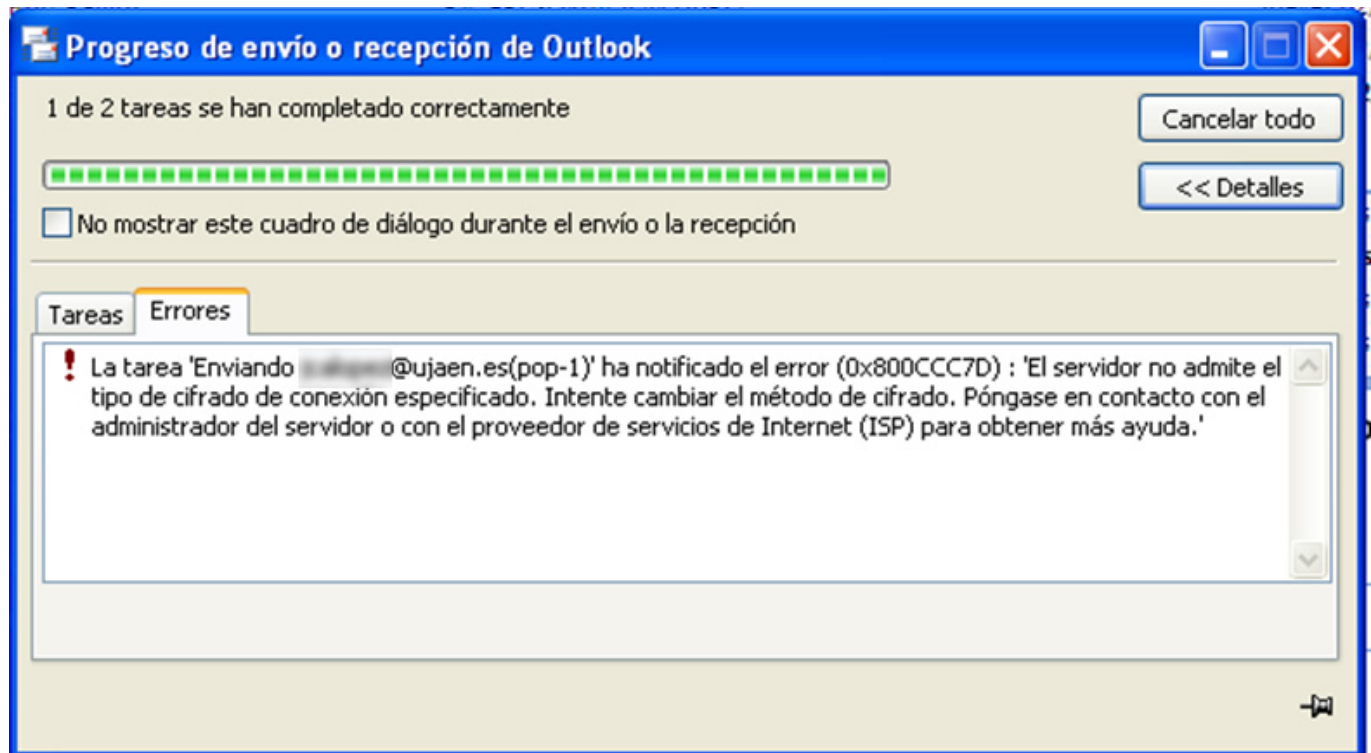 Progreso de envío o recepción de Outlook
1 de 2 tareas se han completado correctamente
Cancelar todo
<< Detalles
No mostrar este cuadro de diálogo durante el envío o la recepción
Tareas
Errores
La tarea 'Enviando @ujaen.es(pop-1)' ha notificado el error (0x800CCC7D) : 'El servidor no admite el
tipo de cifrado de conexión especificado. Intente cambiar el método de cifrado. Póngase en contacto con el
administrador del servidor o con el proveedor de servicios de Internet (ISP) para obtener más ayuda.'